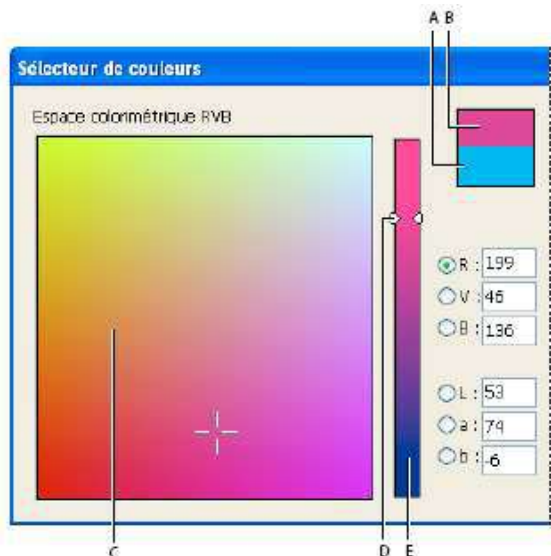 A B
Sélecteur de couleurs
Espace colorimétrique RVB
R : 199
V : 46
B : 136
L : 53
a : 74
b : -6
C D E